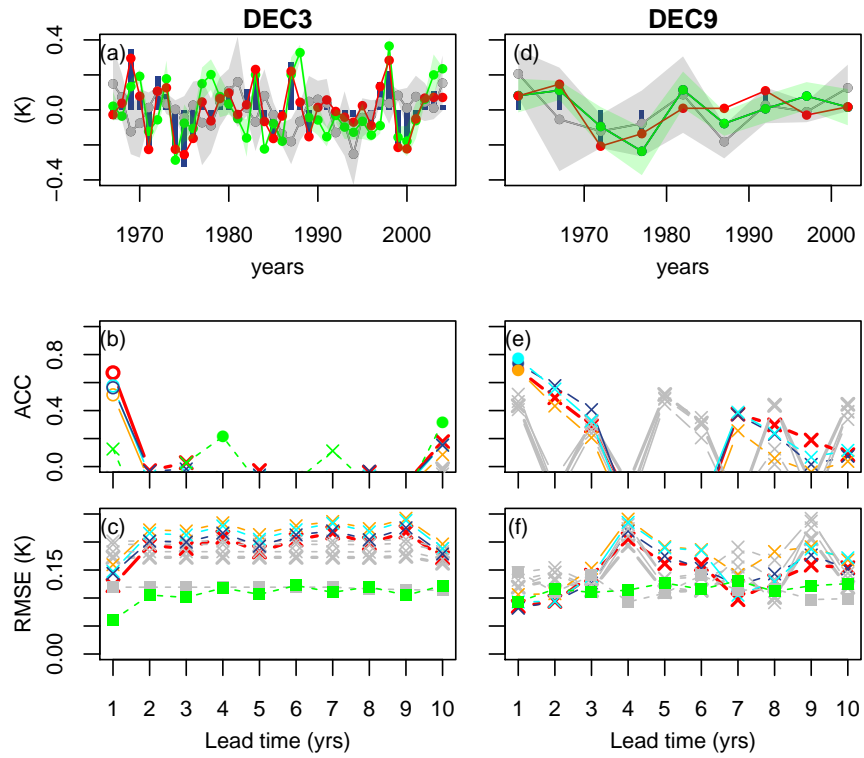 DEC3 DEC9
(a) (d)
(K)
0.4
0.0
−0.4
1970 1980 1990 2000
years
1970 1980 1990 2000
years
(b) (e)
ACC
0.8
0.4
0.0
(c) (f)
RMSE (K)
0.15
0.00
1 2 3 4 5 6 7 8 9 10
Lead time (yrs)
1 2 3 4 5 6 7 8 9 10
Lead time (yrs)